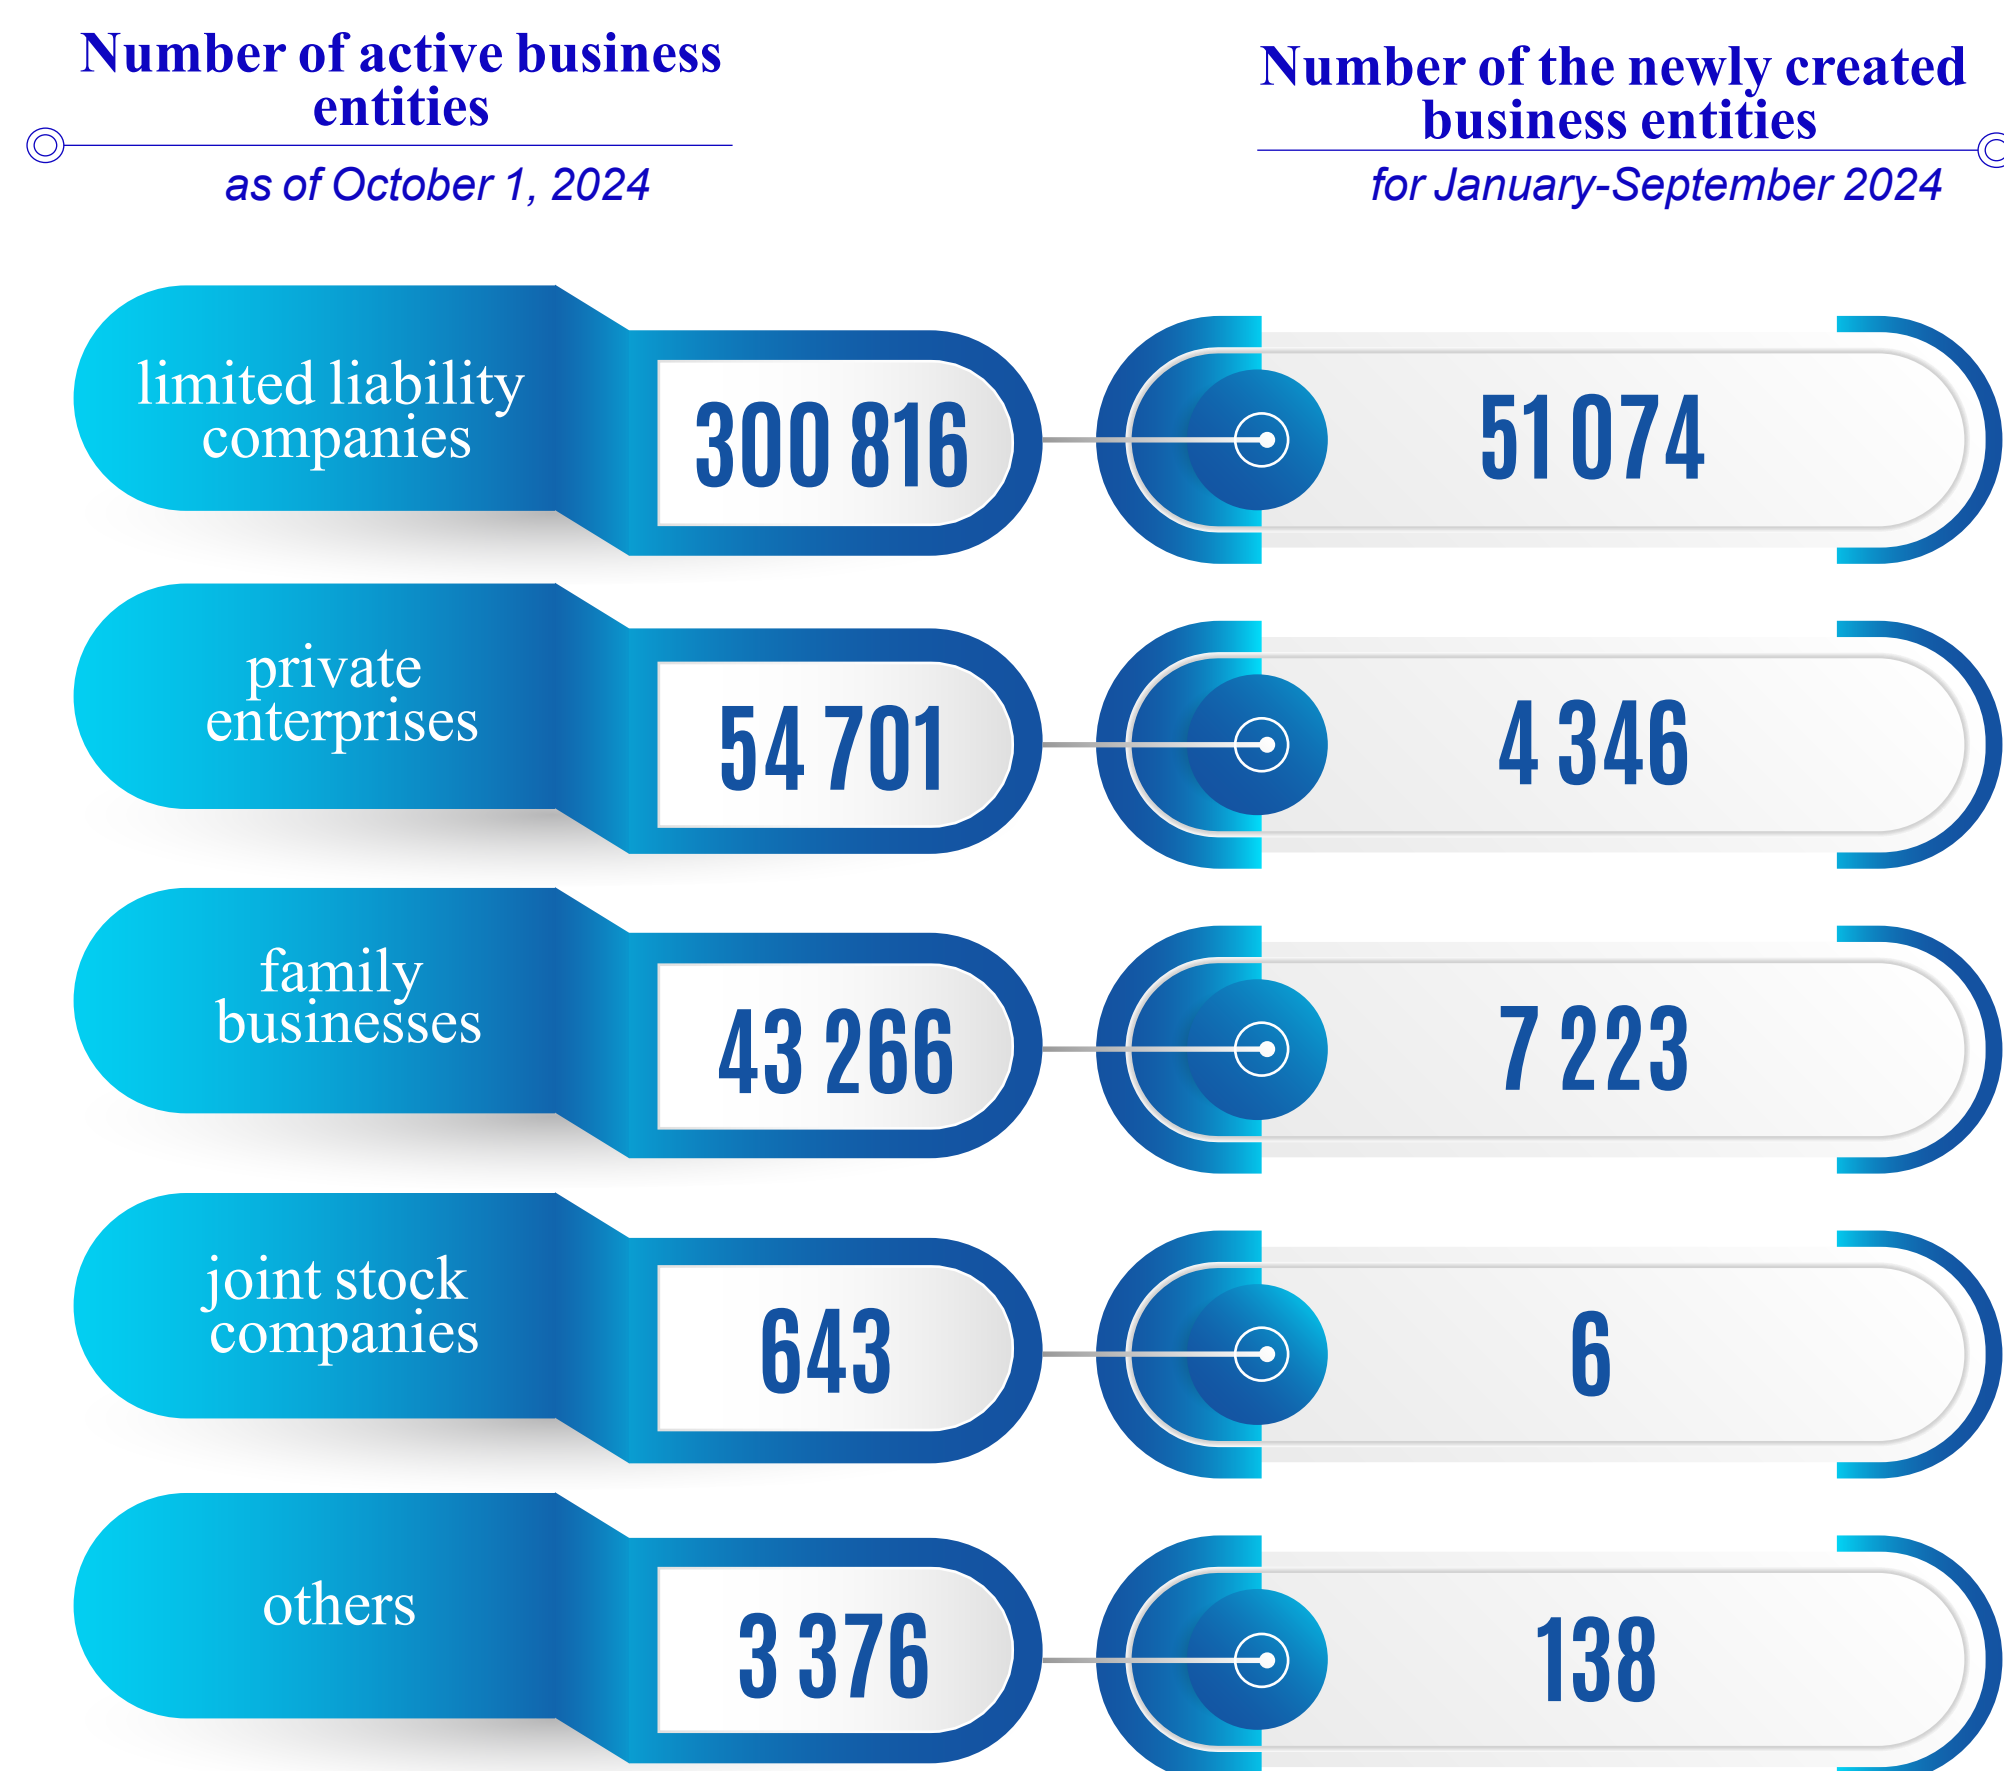 Number of active business
entities
as of October 1, 2024
Number of the newly created
business entities
for January-September 2024
limited liability
companies
300 816
51 074
private
enterprises
54 701
4 346
family
businesses
43 266
7 223
joint stock
companies
643
6
others
3 376
138